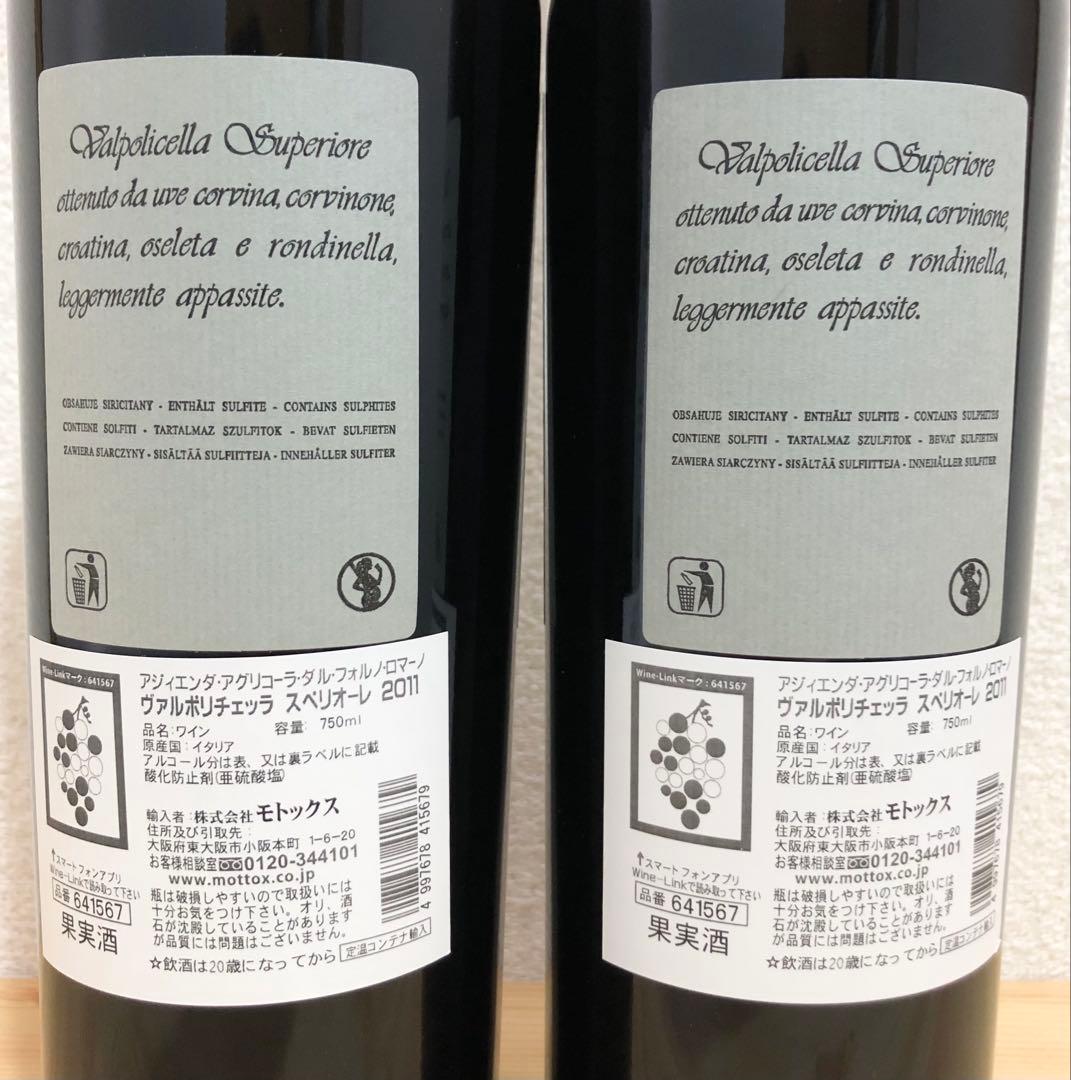 Valpolicella Superiore
ottenuto da uve corvina, corvinone,
croatina, oseleta e rondinella,
leggermente appassite.
OBSAHUJE SIRICITANY - ENTHÄLT SULFITE - CONTAINS SULPHITES
CONTIENE SOLFITI - TARTALMAZ SZULFITOK - BEVAT SULFIETEN
ZAWIERA SIARCZYNY - SISÄLTÄÄ SULFIITTEJA - INNEHÅLLER SULFITER
Wine-Linkマーク:641567
アジィエンダ・アグリコーラ・ダル・フォルノ・ロマーノ
ヴァルポリチェッラ スペリオーレ 2011
品名:ワイン 容量: 750ml
原産国:イタリア
アルコール分は表、又は裏ラベルに記載
酸化防止剤(亜硫酸塩)
輸入者:株式会社モトックス
住所及び引取先:
大阪府東大阪市小阪本町 1-6-20
お客様相談室 0120-344101
www.mottox.co.jp
瓶は破損しやすいので取扱いには
十分お気をつけ下さい。オリ、酒
石が沈殿していることがあります
が品質には問題はございません。
☆飲酒は20歳になってから 定温コンテナ輸入
↑スマートフォンアプリ
Wine-Linkで読み取って下さい
品番 641567
果実酒
4 997678 415679
Valpolicella Superiore
ottenuto da uve corvina, corvinone,
croatina, oseleta e rondinella,
leggermente appassite.
OBSAHUJE SIRICITANY - ENTHÄLT SULFITE - CONTAINS SULPHITES
CONTIENE SOLFITI - TARTALMAZ SZULFITOK - BEVAT SULFIETEN
ZAWIERA SIARCZYNY - SISÄLTÄÄ SULFIITTEJA - INNEHÅLLER SULFITER
Wine-Linkマーク:641567
アジィエンダ・アグリコーラ・ダル・フォルノ・ロマーノ
ヴァルポリチェッラ スペリオーレ 2011
品名:ワイン 容量: 750ml
原産国:イタリア
アルコール分は表、又は裏ラベルに記載
酸化防止剤(亜硫酸塩)
輸入者:株式会社モトックス
住所及び引取先:
大阪府東大阪市小阪本町 1-6-20
お客様相談室 0120-344101
www.mottox.co.jp
瓶は破損しやすいので取扱いには
十分お気をつけ下さい。オリ、酒
石が沈殿していることがあります
が品質には問題はございません。
☆飲酒は20歳になってから 定温コンテナ輸入
↑スマートフォンアプリ
Wine-Linkで読み取って下さい
品番 641567
果実酒
4 997678 415679